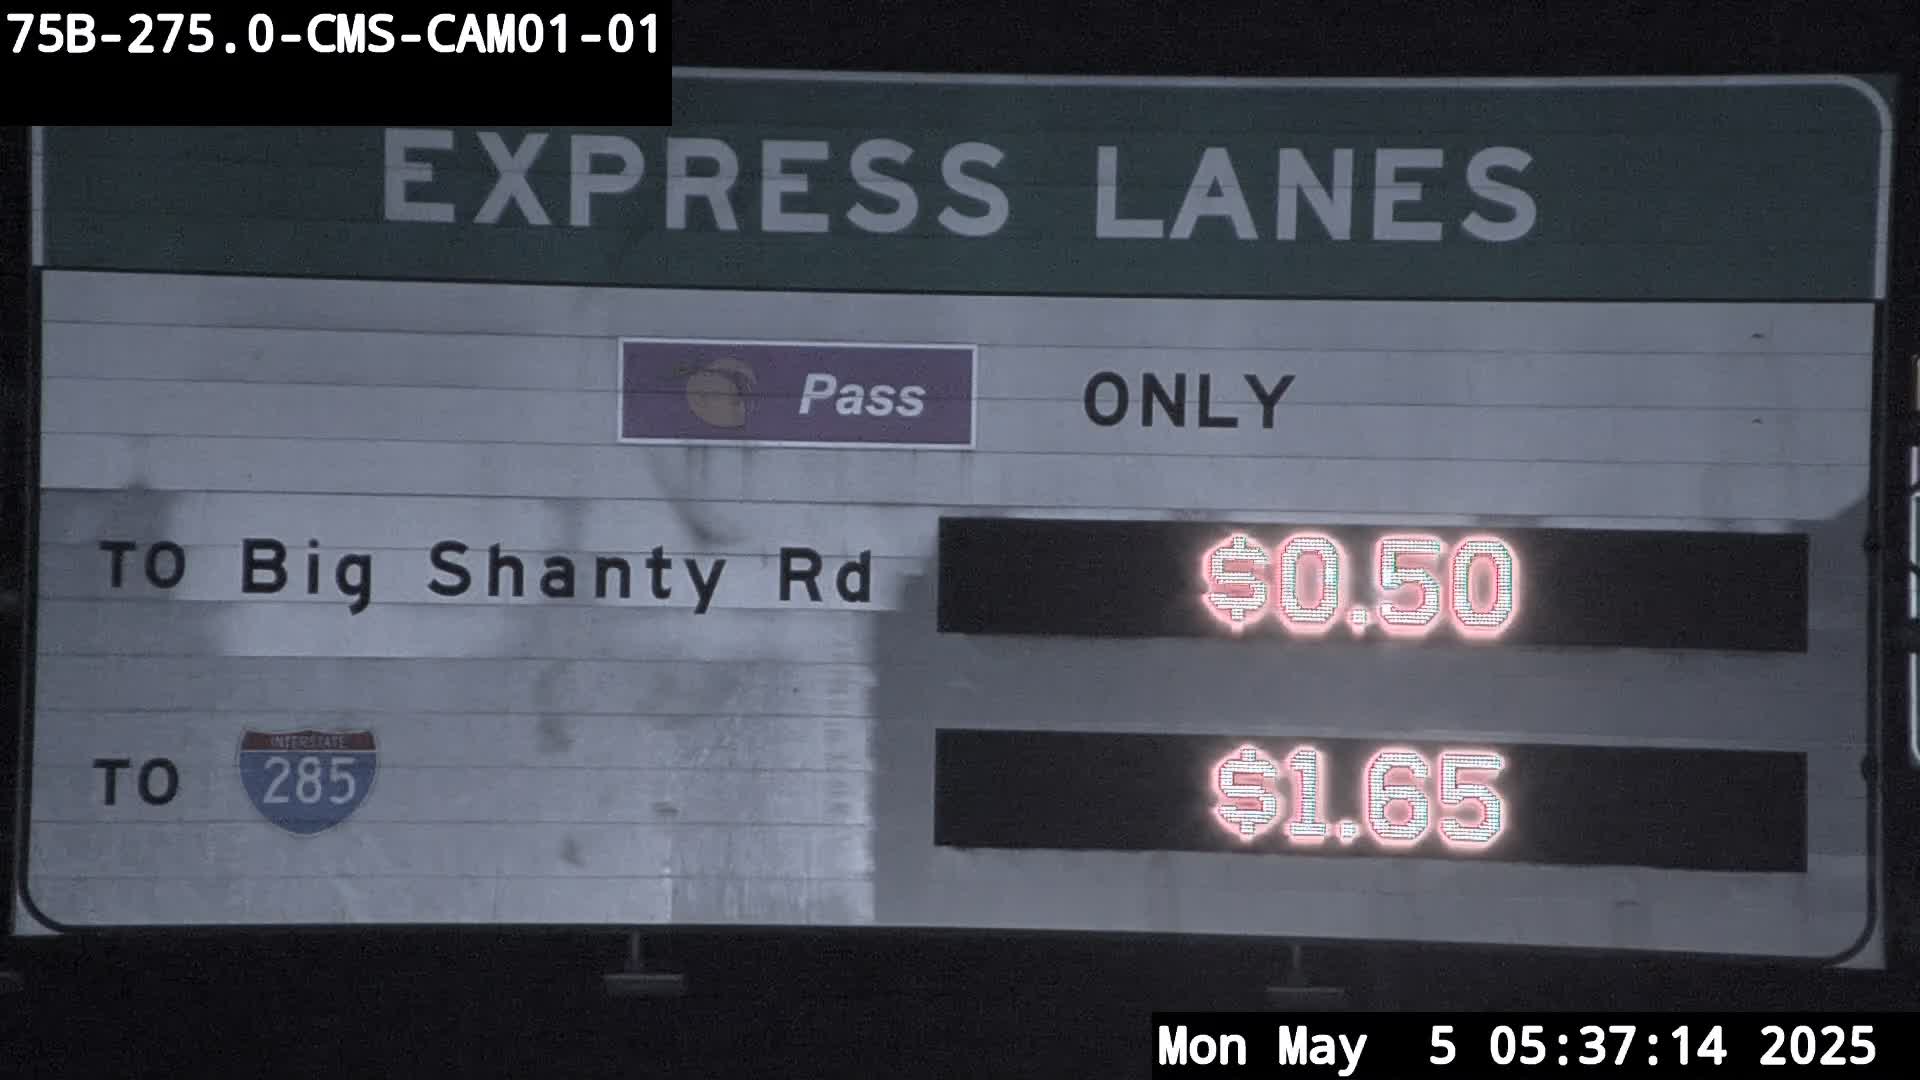 75B-275.0-CMS-CAM01-01
EXPRESS LANES
Pass ONLY
TO Big Shanty Rd $0.50
INTERSTATE
TO 285 $1.65
Mon May 5 05:37:14 2025